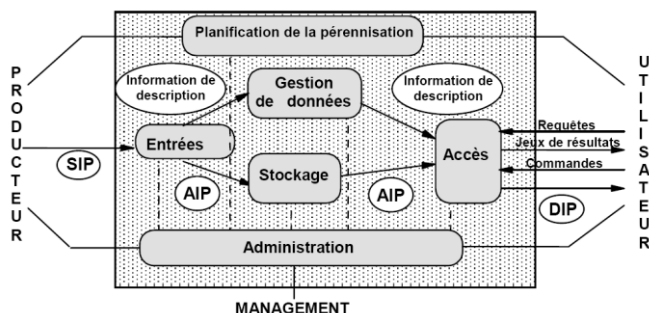 Planification de la pérennisation
PRODUCTEUR
UTILISATEUR
Information de
description
Gestion
de données
Information de
description
Entrées
SIP
AIP
Stockage
AIP
Accès
Requêtes
Jeux de résultats
Commandes
DIP
Administration
MANAGEMENT